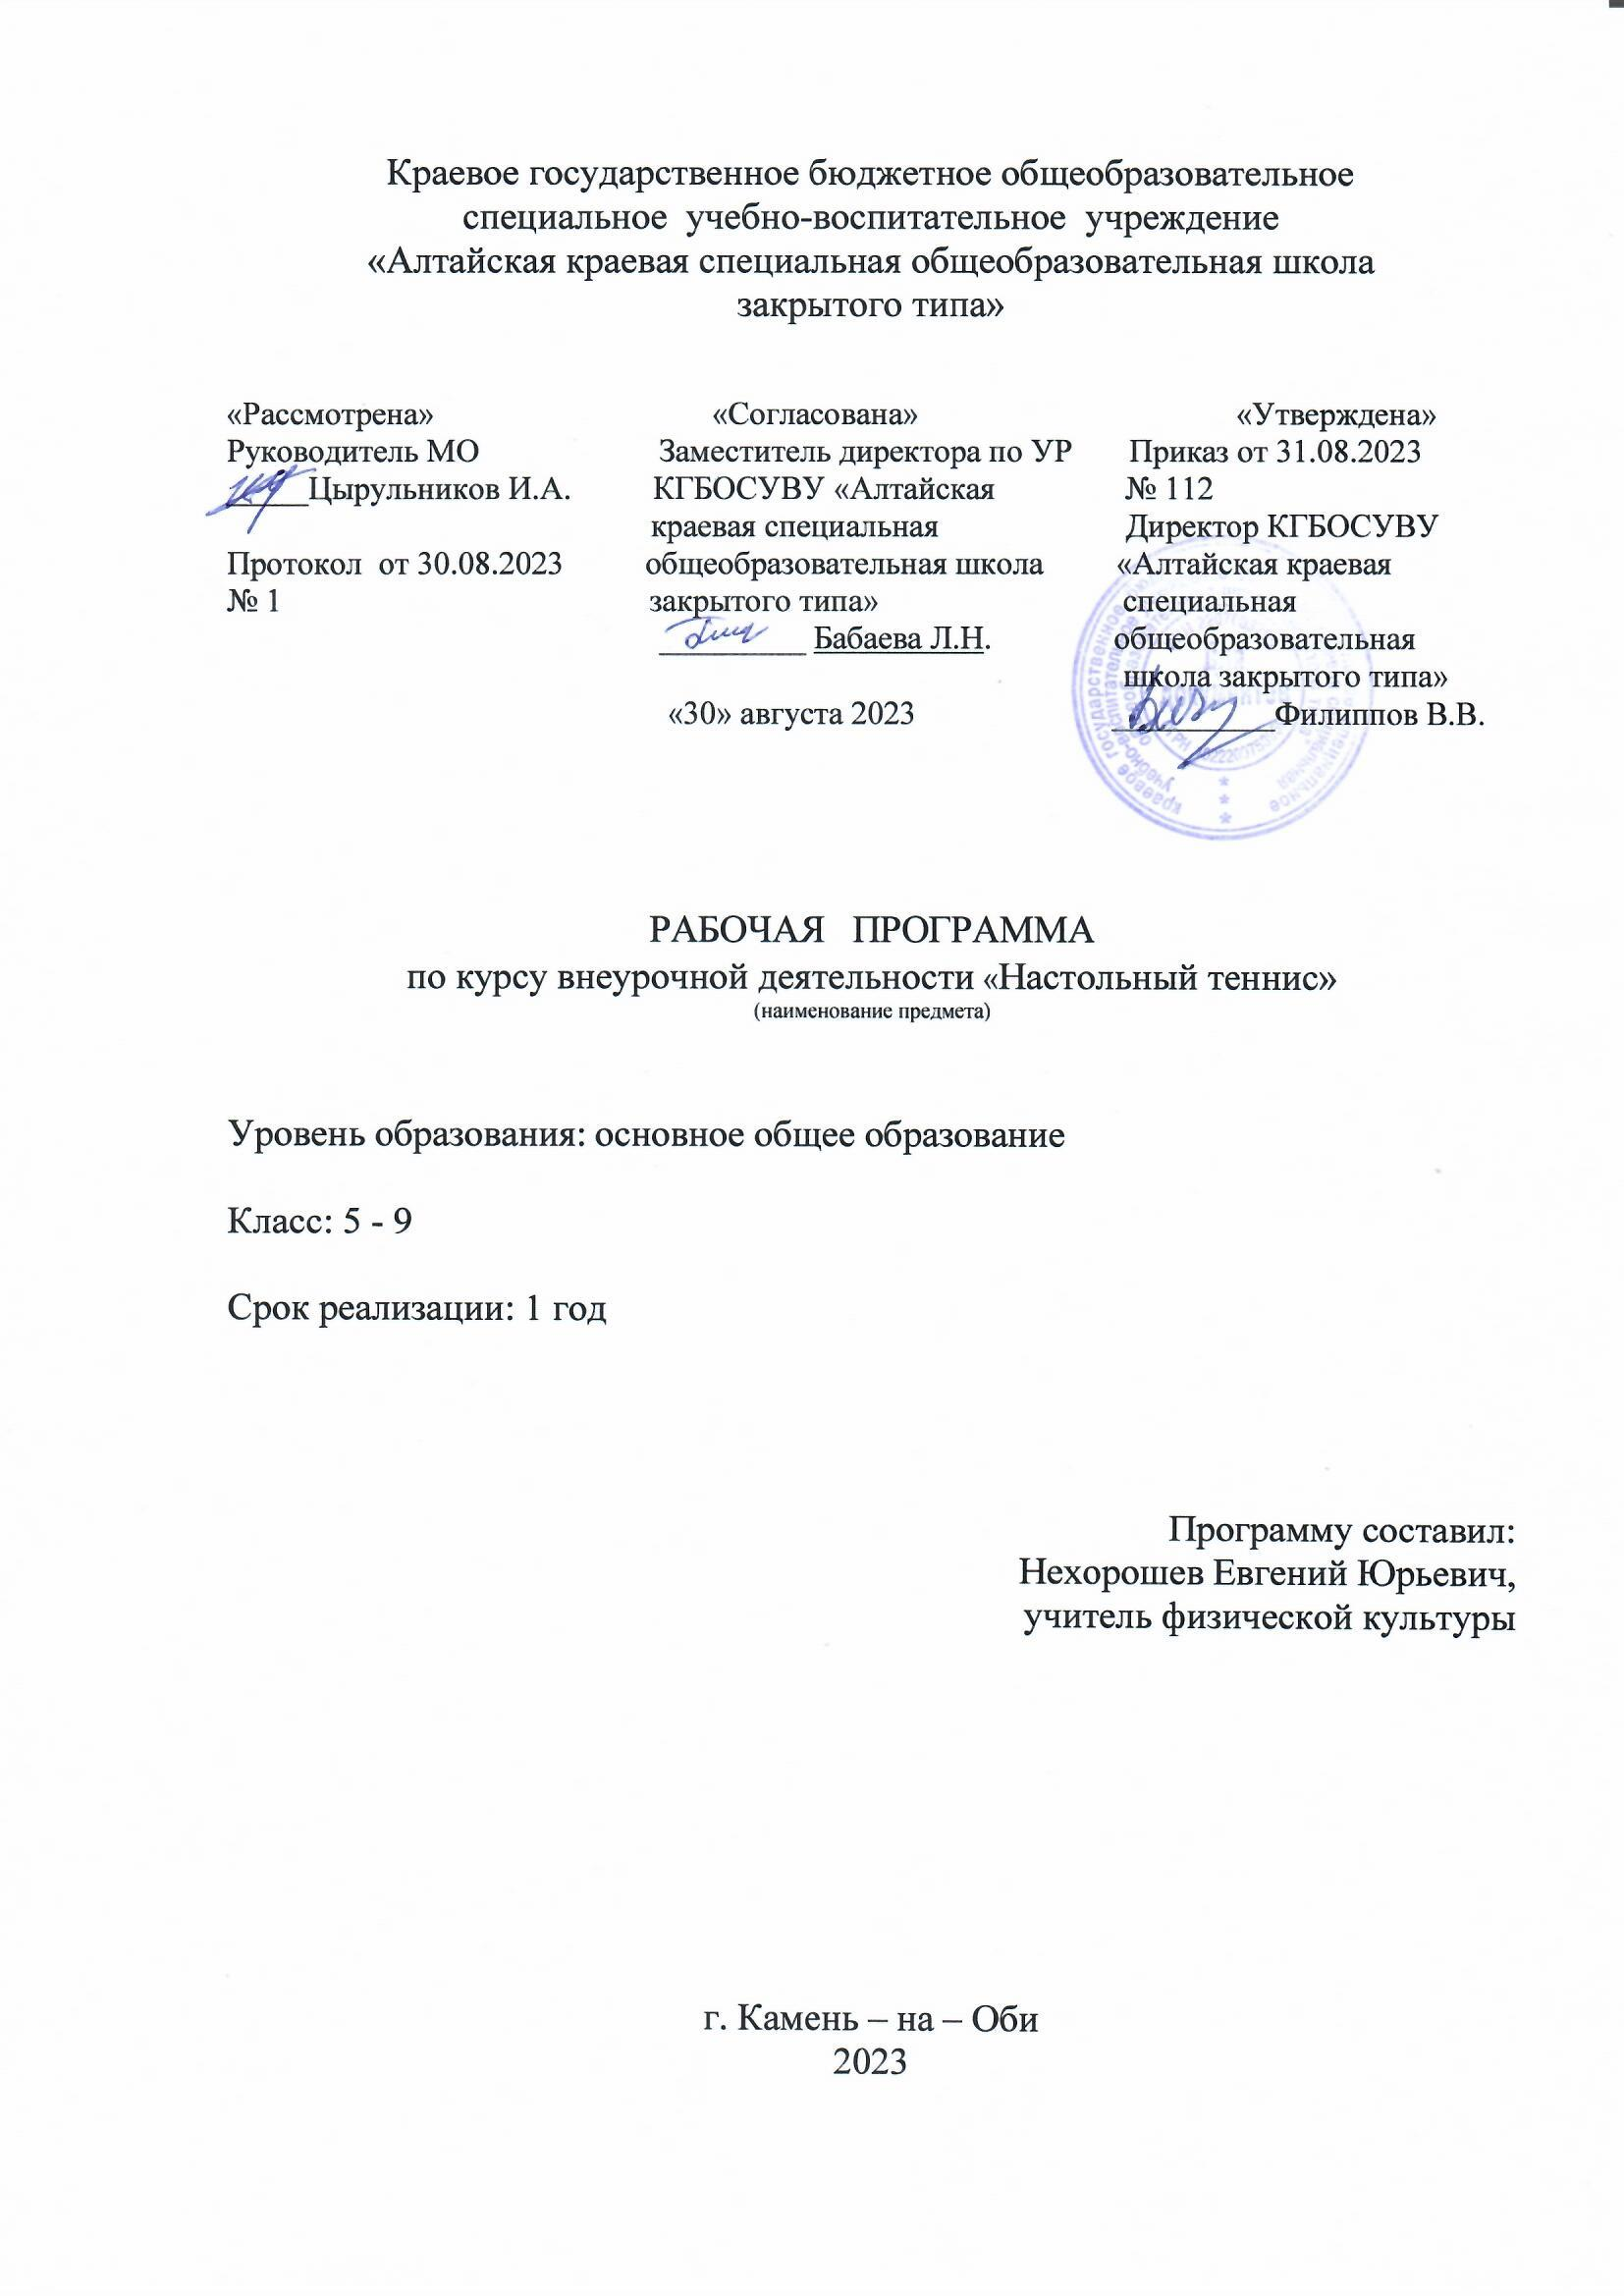 Краевое государственное бюджетное общеобразовательное
специальное учебно-воспитательное учреждение
«Алтайская краевая специальная общеобразовательная школа
закрытого типа»
«Рассмотрена»
Руководитель МО
Цырульников И.А.
Протокол от 30.08.2023
№ 1
«Согласована»
Заместитель директора по УР
КГБОСУВУ «Алтайская
краевая специальная
общеобразовательная школа
закрытого типа»
Бабаева Л.Н.
«30» августа 2023
«Утверждена»
Приказ от 31.08.2023
№ 112
Директор КГБОСУВУ
«Алтайская краевая
специальная
общеобразовательная
школа закрытого типа»
Филиппов В.В.
РАБОЧАЯ ПРОГРАММА
по курсу внеурочной деятельности «Настольный теннис»
(наименование предмета)
Уровень образования: основное общее образование
Класс: 5 - 9
Срок реализации: 1 год
Программу составил:
Нехорошев Евгений Юрьевич,
учитель физической культуры
г. Камень – на – Оби
2023